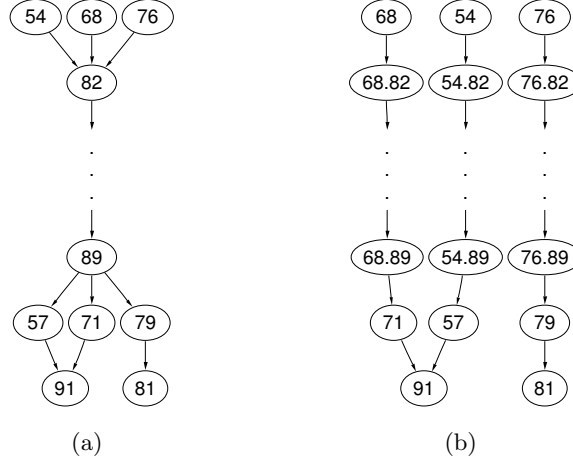 54 68 76 68 54 76
82 68.82 54.82 76.82
. . . .
. . . .
. . . .
89 68.89 54.89 76.89
57 71 79 71 57 79
91 81 91 81
(a) (b)